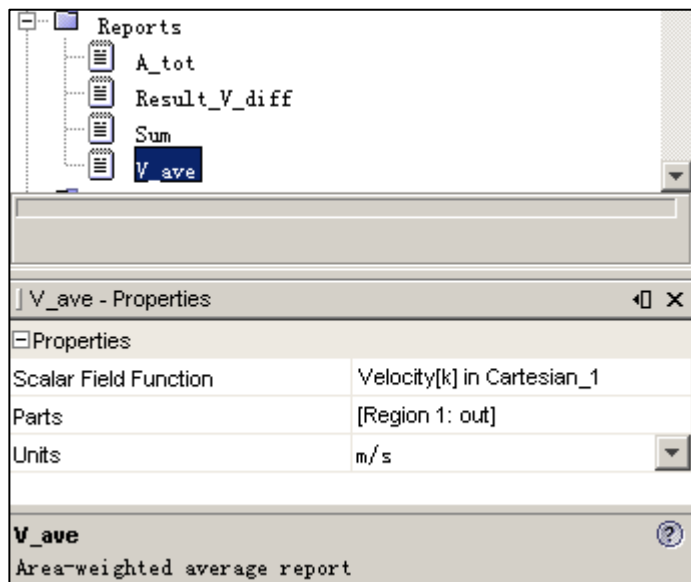 Reports
A_tot
Result_V_diff
Sum
V_ave
V_ave - Properties
Properties
Scalar Field Function Velocity[k] in Cartesian_1
Parts [Region 1: out]
Units m/s
V_ave
Area-weighted average report